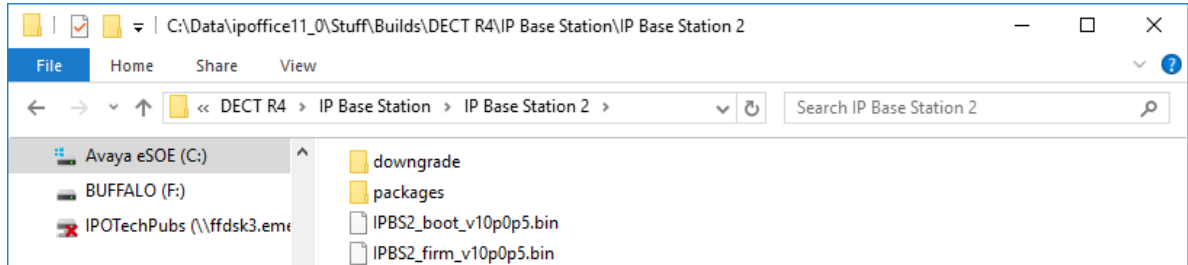 C:\Data\ipoffice11_0\Stuff\Builds\DECT R4\IP Base Station\IP Base Station 2
File Home Share View
« DECT R4 > IP Base Station > IP Base Station 2 > Search IP Base Station 2
Avaya eSOE (C:)
BUFFALO (F:)
IPOTechPubs (\\ffdsk3.eme
downgrade
packages
IPBS2_boot_v10p0p5.bin
IPBS2_firm_v10p0p5.bin